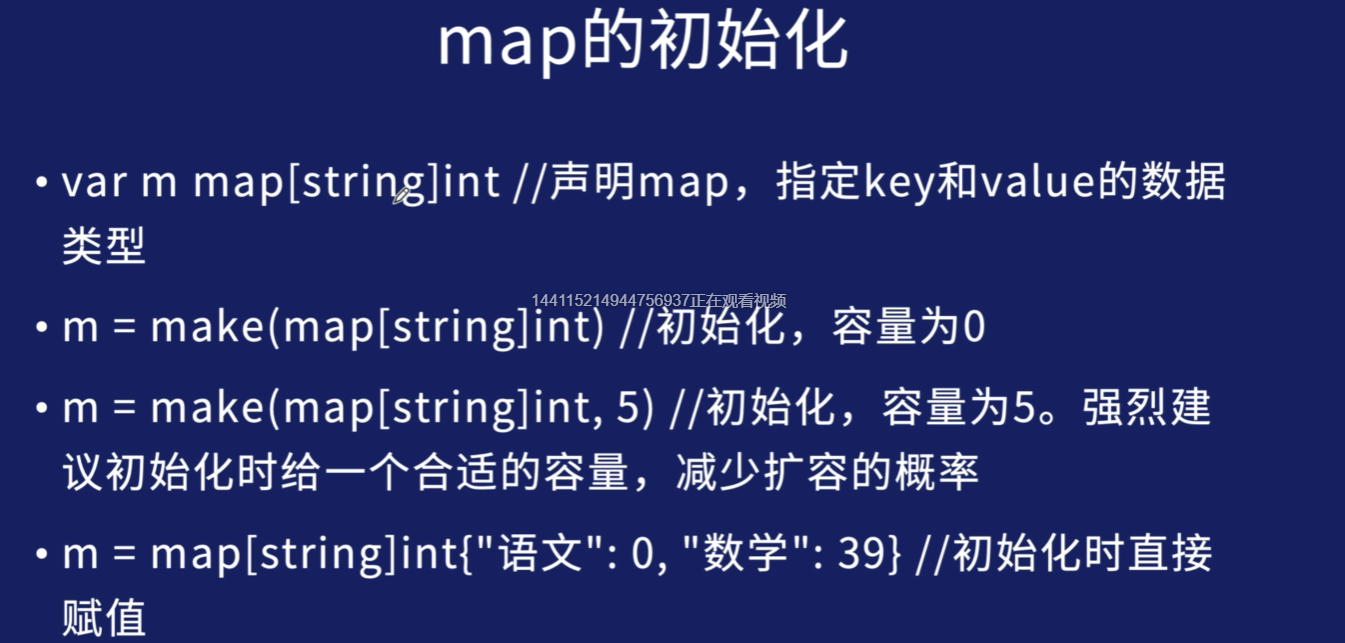 map的初始化
• var m map[string]int //声明map，指定key和value的数据
类型
144115214944756937正在观看视频
• m = make(map[string]int) //初始化，容量为0
• m = make(map[string]int, 5) //初始化，容量为5。强烈建
议初始化时给一个合适的容量，减少扩容的概率
• m = map[string]int{"语文": 0, "数学": 39} //初始化时直接
赋值